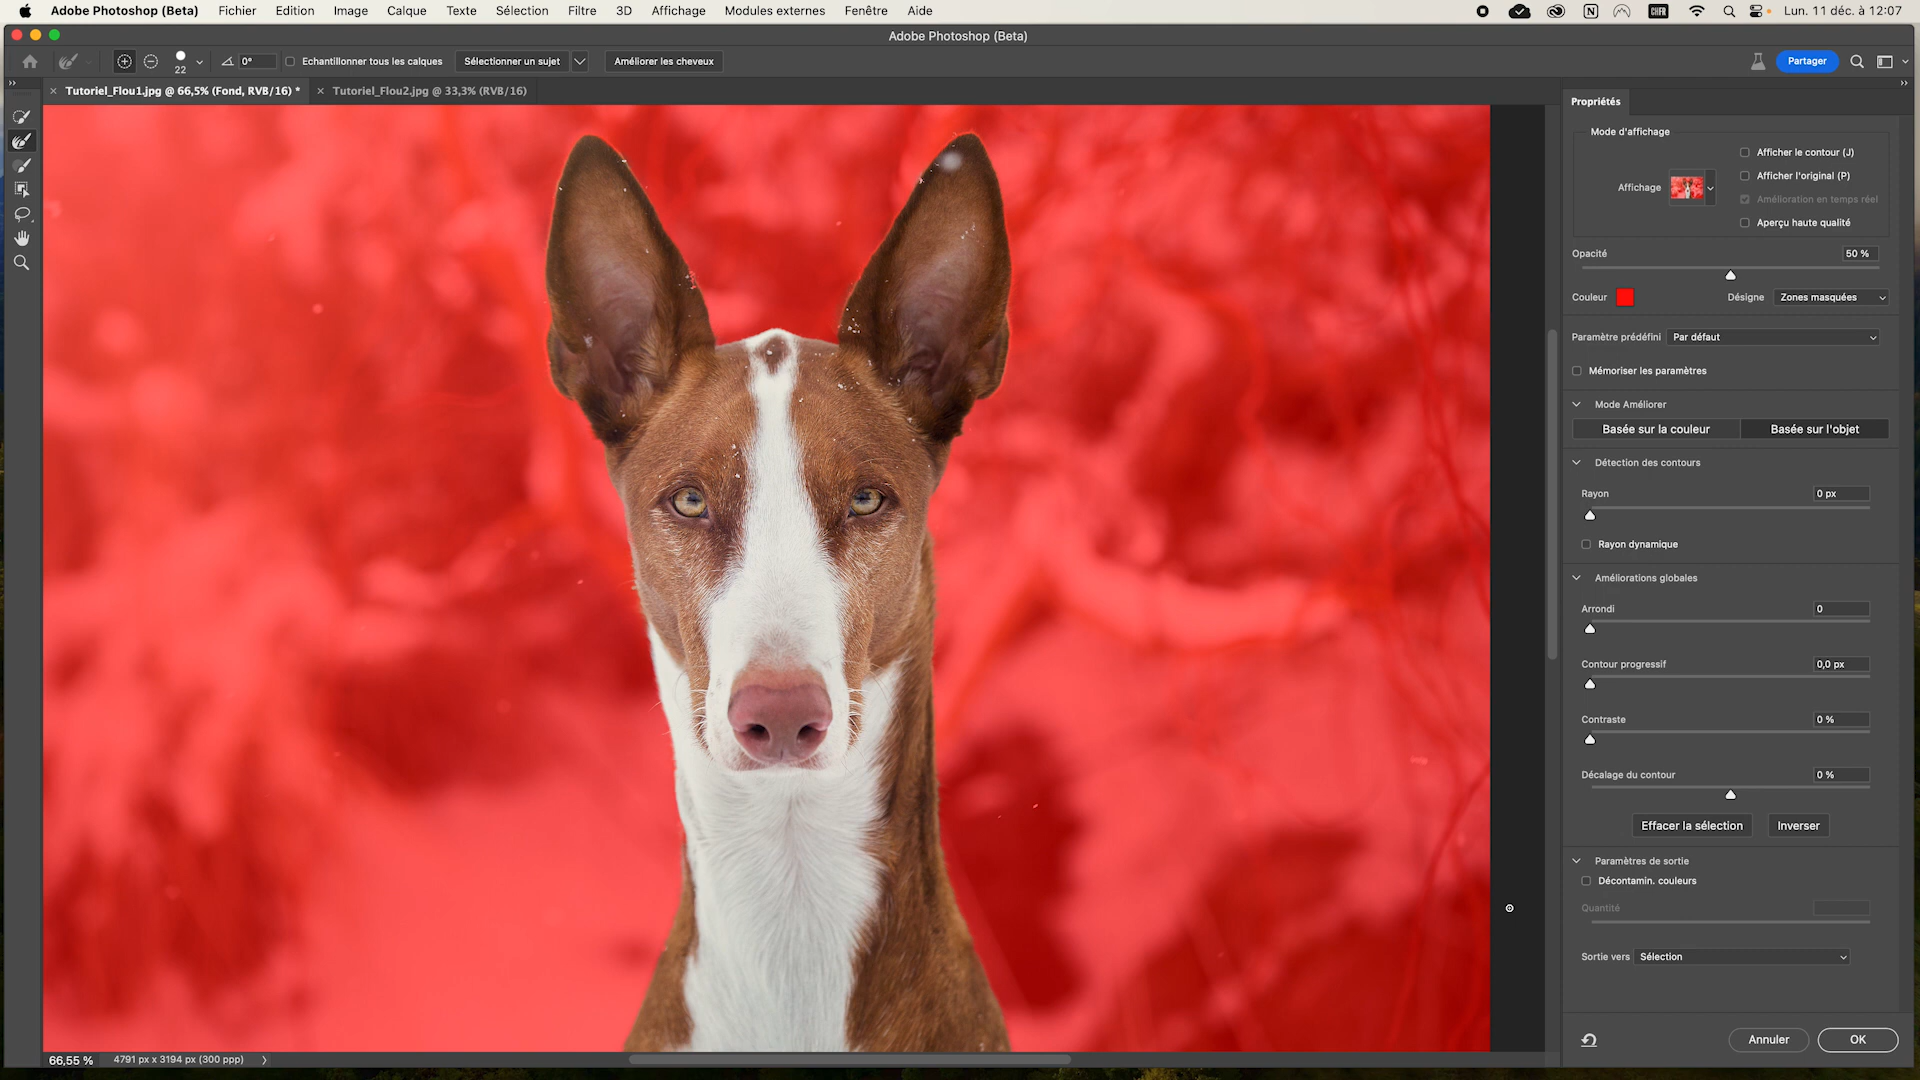 Adobe Photoshop (Beta) Fichier Edition Image Calque Texte Sélection Filtre 3D Affichage Modules externes Fenêtre Aide CHFR Lun. 11 déc. à 12:07
Adobe Photoshop (Beta)
22 0° Echantillonner tous les calques Sélectionner un sujet Améliorer les cheveux Partager
Tutoriel_Flou1.jpg @ 66,5% (Fond, RVB/16) * Tutoriel_Flou2.jpg @ 33,3% (RVB/16)
Propriétés
Mode d'affichage
Afficher le contour (J)
Afficher l'original (P)
Affichage
Amélioration en temps réel
Aperçu haute qualité
Opacité 50 %
Couleur Désigne Zones masquées
Paramètre prédéfini Par défaut
Mémoriser les paramètres
Mode Améliorer
Basée sur la couleur Basée sur l'objet
Détection des contours
Rayon 0 px
Rayon dynamique
Améliorations globales
Arrondi 0
Contour progressif 0,0 px
Contraste 0 %
Décalage du contour 0 %
Effacer la sélection Inverser
Paramètres de sortie
Décontamin. couleurs
Quantité
Sortie vers Sélection
Annuler OK
66,55 % 4791 px x 3194 px (300 ppp)